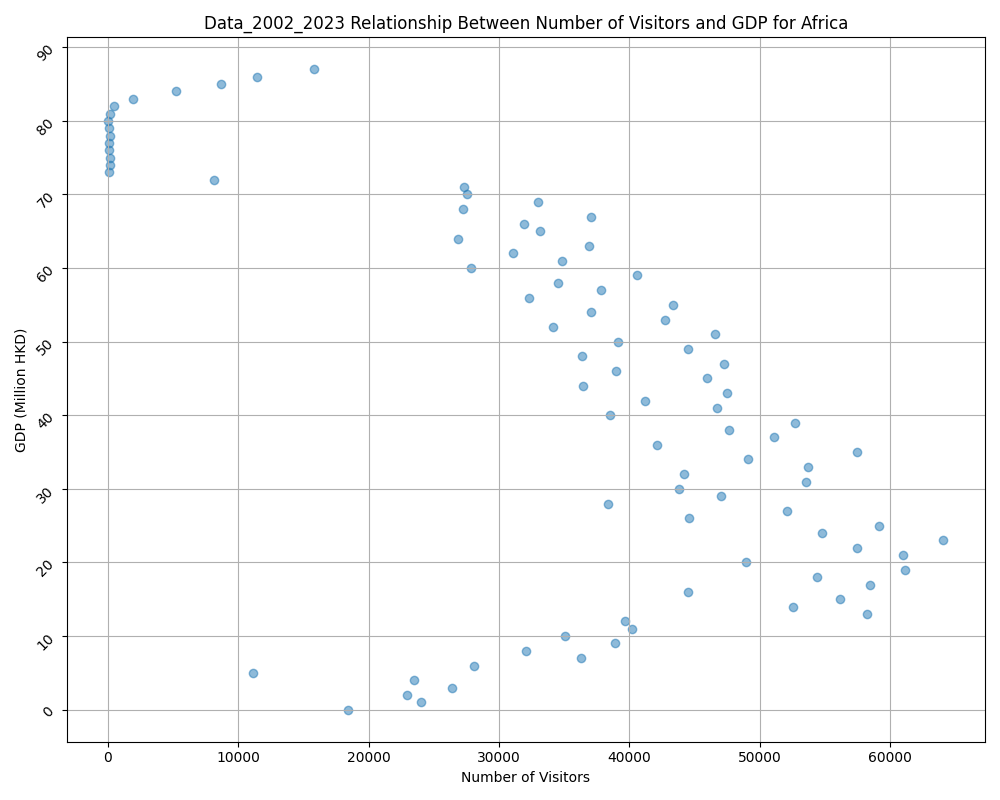 Data_2002_2023 Relationship Between Number of Visitors and GDP for Africa
90
80
70
60
50
40
30
20
10
0
GDP (Million HKD)
0 10000 20000 30000 40000 50000 60000
Number of Visitors